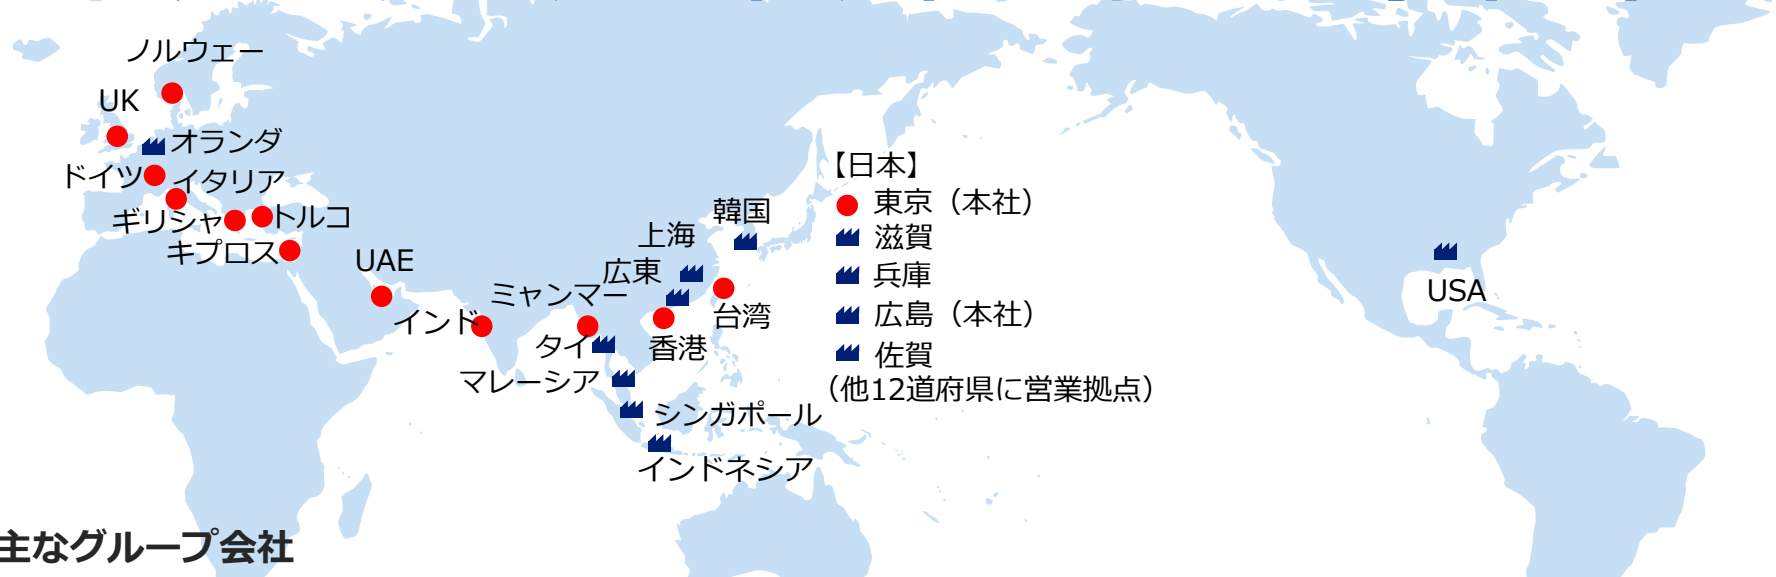 ノルウェー
UK
オランダ
ドイツ
イタリア
ギリシャ
トルコ
キプロス
UAE
インド
ミャンマー
タイ
マレーシア
シンガポール
インドネシア
韓国
上海
広東
台湾
香港
【日本】
東京（本社）
滋賀
兵庫
広島（本社）
佐賀
（他12道府県に営業拠点）
USA
主なグループ会社